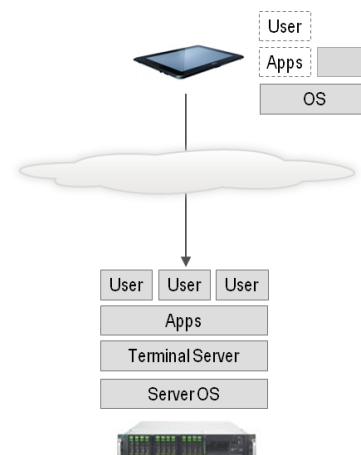 User
Apps
OS
User User User
Apps
Terminal Server
Server OS